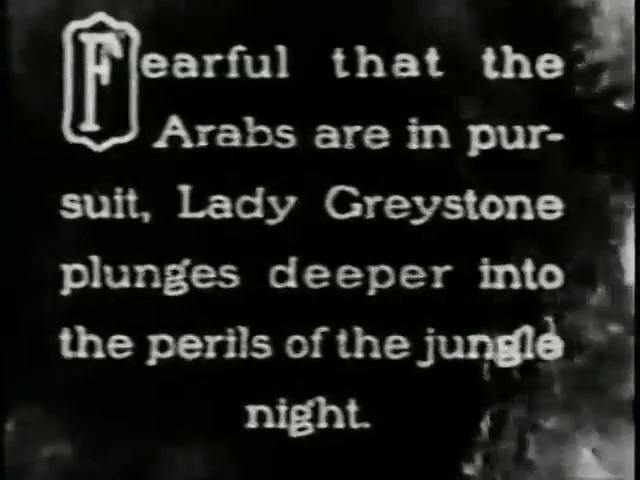 Fearful that the
Arabs are in pur-
suit, Lady Greystone
plunges deeper into
the perils of the jungle
night.